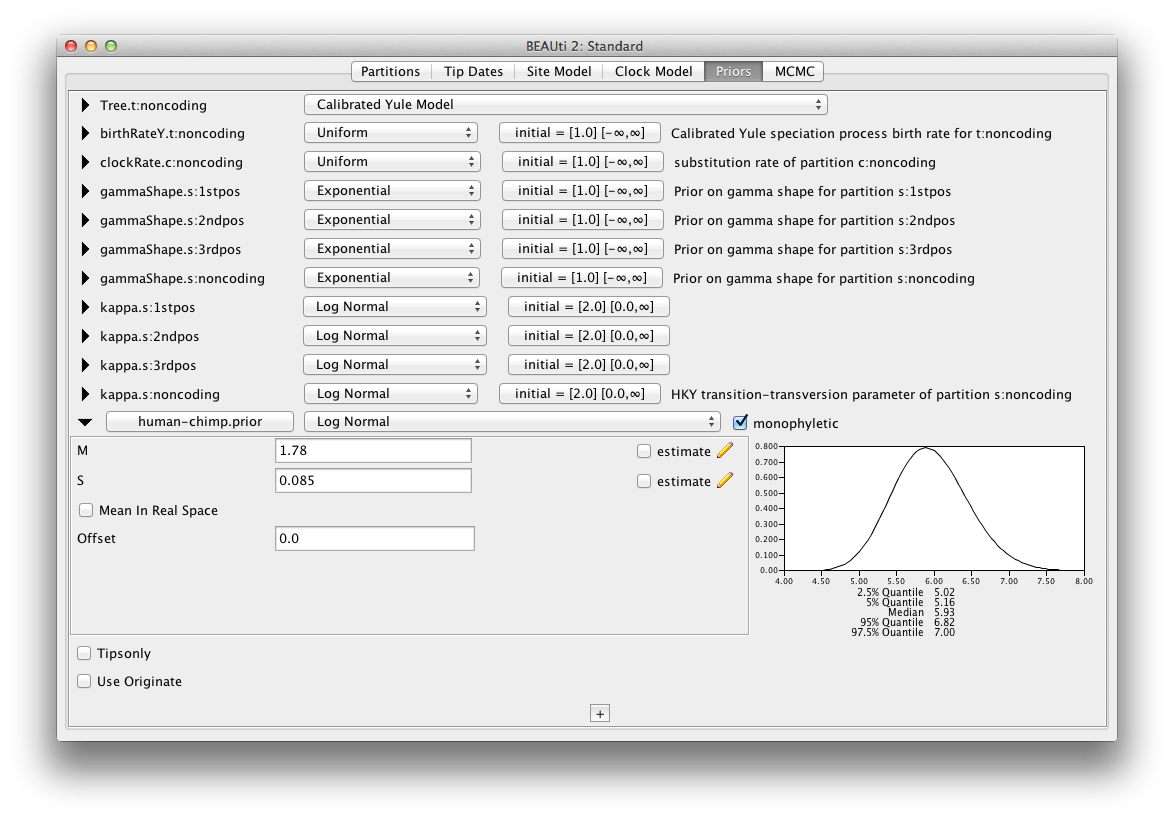 BEAUti 2: Standard
Partitions Tip Dates Site Model Clock Model Priors MCMC
Tree.t:noncoding Calibrated Yule Model
birthRateY.t:noncoding Uniform initial = [1.0] [-∞,∞] Calibrated Yule speciation process birth rate for t:noncoding
clockRate.c:noncoding Uniform initial = [1.0] [-∞,∞] substitution rate of partition c:noncoding
gammaShape.s:1stpos Exponential initial = [1.0] [-∞,∞] Prior on gamma shape for partition s:1stpos
gammaShape.s:2ndpos Exponential initial = [1.0] [-∞,∞] Prior on gamma shape for partition s:2ndpos
gammaShape.s:3rdpos Exponential initial = [1.0] [-∞,∞] Prior on gamma shape for partition s:3rdpos
gammaShape.s:noncoding Exponential initial = [1.0] [-∞,∞] Prior on gamma shape for partition s:noncoding
kappa.s:1stpos Log Normal initial = [2.0] [0.0,∞]
kappa.s:2ndpos Log Normal initial = [2.0] [0.0,∞]
kappa.s:3rdpos Log Normal initial = [2.0] [0.0,∞]
kappa.s:noncoding Log Normal initial = [2.0] [0.0,∞] HKY transition-transversion parameter of partition s:noncoding
human-chimp.prior Log Normal monophyletic
M 1.78 estimate
S 0.085 estimate
Mean In Real Space
Offset 0.0
0.800
0.700
0.600
0.500
0.400
0.300
0.200
0.100
0.00
4.00 4.50 5.00 5.50 6.00 6.50 7.00 7.50 8.00
2.5% Quantile 5.02
5% Quantile 5.16
Median 5.93
95% Quantile 6.82
97.5% Quantile 7.00
Tipsonly
Use Originate
+